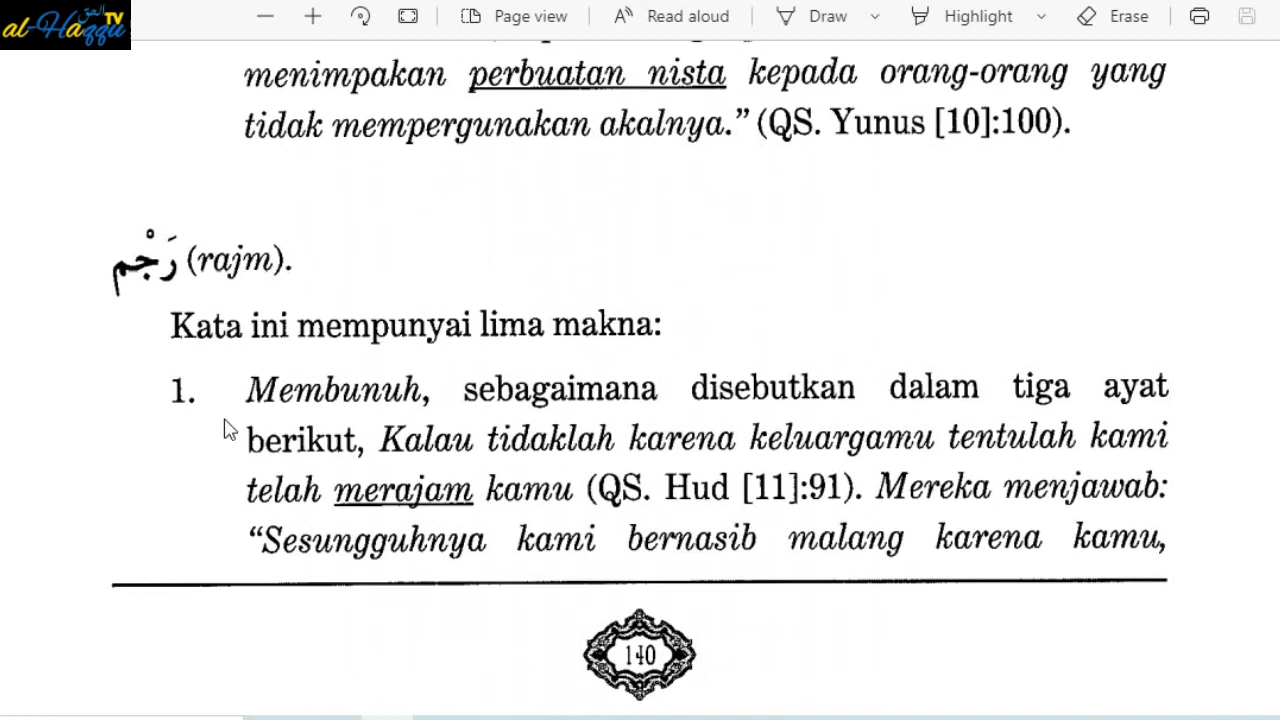 الحق TV
al-Haqqu
Page view
Read aloud
Draw
Highlight
Erase
menimpakan perbuatan nista kepada orang-orang yang
tidak mempergunakan akalnya.” (QS. Yunus [10]:100).
رَجْم (rajm).
Kata ini mempunyai lima makna:
1. Membunuh, sebagaimana disebutkan dalam tiga ayat
berikut, Kalau tidaklah karena keluargamu tentulah kami
telah merajam kamu (QS. Hud [11]:91). Mereka menjawab:
“Sesungguhnya kami bernasib malang karena kamu,
140